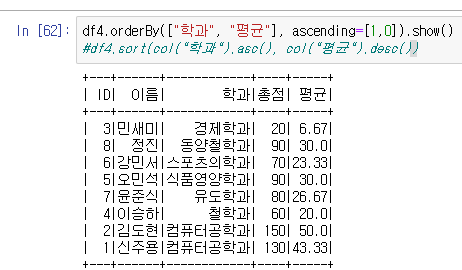 In [62]: df4.orderBy(["학과", "평균"], ascending=[1,0]).show()
#df4.sort(col("학과").asc(), col("평균").desc())
+---+------+------------+----+-----+
| ID|  이름|        학과|총점| 평균|
+---+------+------------+----+-----+
|  3|민새미|    경제학과|  20| 6.67|
|  8|  정진|  동양철학과|  90| 30.0|
|  6|강민서|스포츠의학과|  70|23.33|
|  5|오민석|식품영양학과|  90| 30.0|
|  7|윤준식|    유도학과|  80|26.67|
|  4|이승하|      철학과|  60| 20.0|
|  2|김도현|컴퓨터공학과| 150| 50.0|
|  1|신주용|컴퓨터공학과| 130|43.33|
+---+------+------------+----+-----+